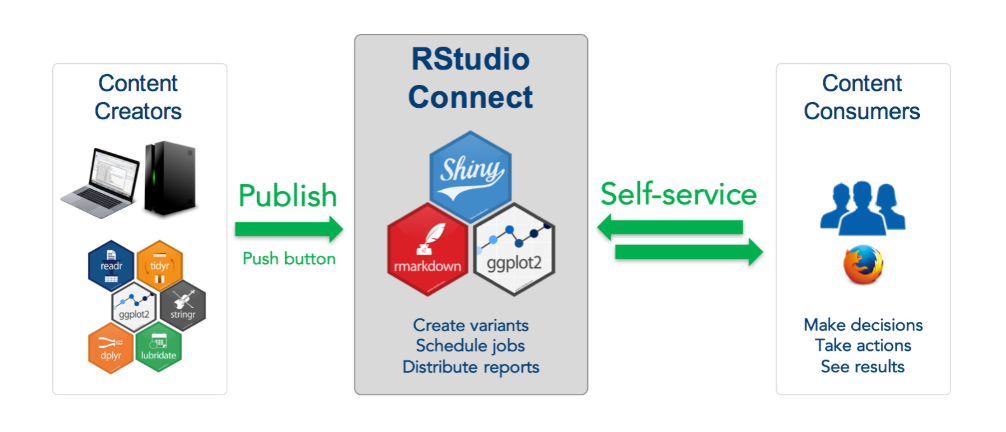 Content
Creators
readr
tidyr
ggplot2
stringr
dplyr
lubridate
Publish
Push button
RStudio
Connect
Shiny
rmarkdown
ggplot2
Create variants
Schedule jobs
Distribute reports
Self-service
Content
Consumers
Make decisions
Take actions
See results